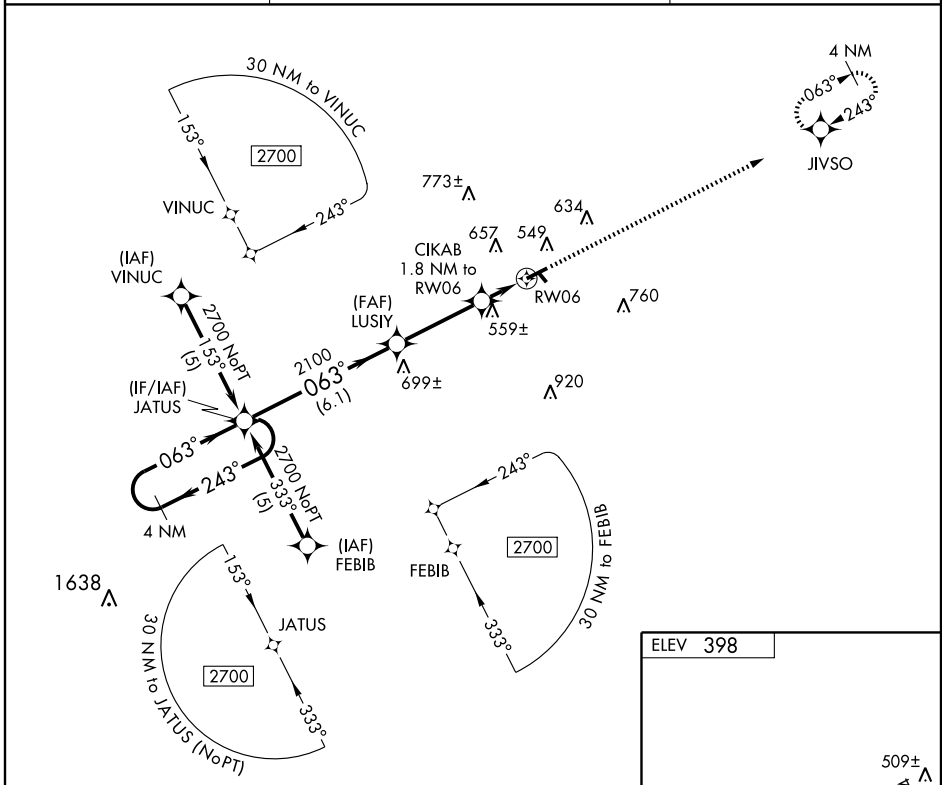 4 NM
063°
243°
JIVSO
30 NM to VINUC
153°
2700
243°
VINUC
773±
634
657
549
CIKAB
1.8 NM to
RW06
RW06
760
559±
(IAF)
VINUC
2700 NoPT
153°
(5)
(FAF)
LUSIY
2100
063°
(6.1)
699±
920
(IF/IAF)
JATUS
063°
243°
4 NM
2700 NoPT
333°
(5)
(IAF)
FEBIB
243°
2700
FEBIB
333°
30 NM to FEBIB
1638
153°
JATUS
2700
333°
30 NM to JATUS (NoPT)
ELEV 398
509±